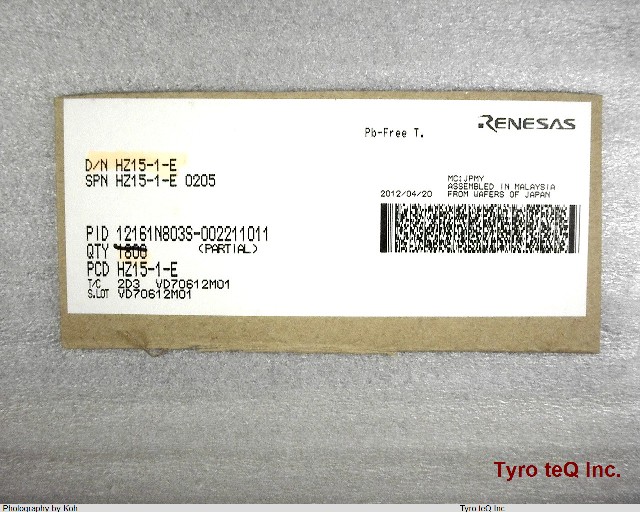 RENESAS
Pb-Free T.
D/N HZ15-1-E
SPN HZ15-1-E 0205
MC:JPMY
ASSEMBLED IN MALAYSIA
2012/04/20 FROM WAFERS OF JAPAN
PID 12161N803S-002211011
QTY 1800 (PARTIAL)
PCD HZ15-1-E
T/C 2D3 VD70612M01
S.LOT VD70612M01
Tyro teQ Inc.
Photography by Koh Tyro teQ Inc